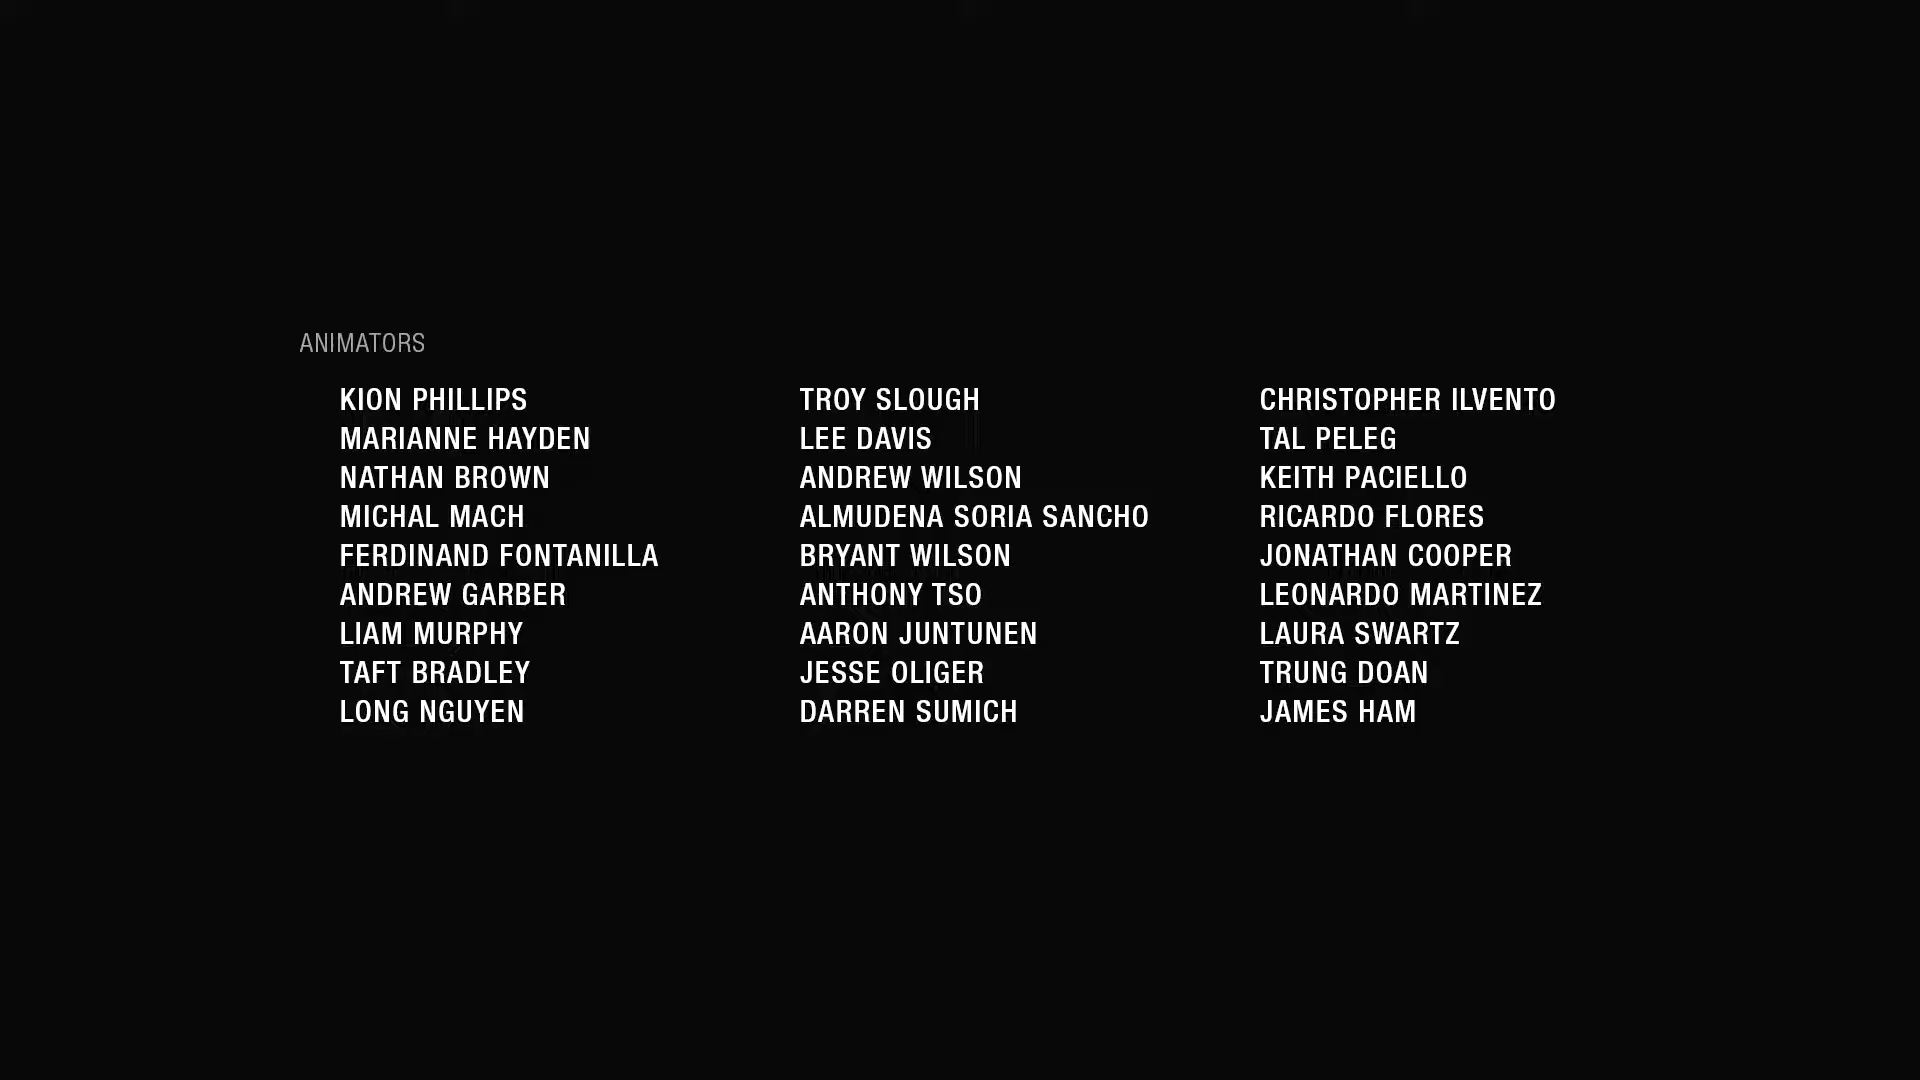 ANIMATORS
KION PHILLIPS
MARIANNE HAYDEN
NATHAN BROWN
MICHAL MACH
FERDINAND FONTANILLA
ANDREW GARBER
LIAM MURPHY
TAFT BRADLEY
LONG NGUYEN
TROY SLOUGH
LEE DAVIS
ANDREW WILSON
ALMUDENA SORIA SANCHO
BRYANT WILSON
ANTHONY TSO
AARON JUNTUNEN
JESSE OLIGER
DARREN SUMICH
CHRISTOPHER ILVENTO
TAL PELEG
KEITH PACIELLO
RICARDO FLORES
JONATHAN COOPER
LEONARDO MARTINEZ
LAURA SWARTZ
TRUNG DOAN
JAMES HAM